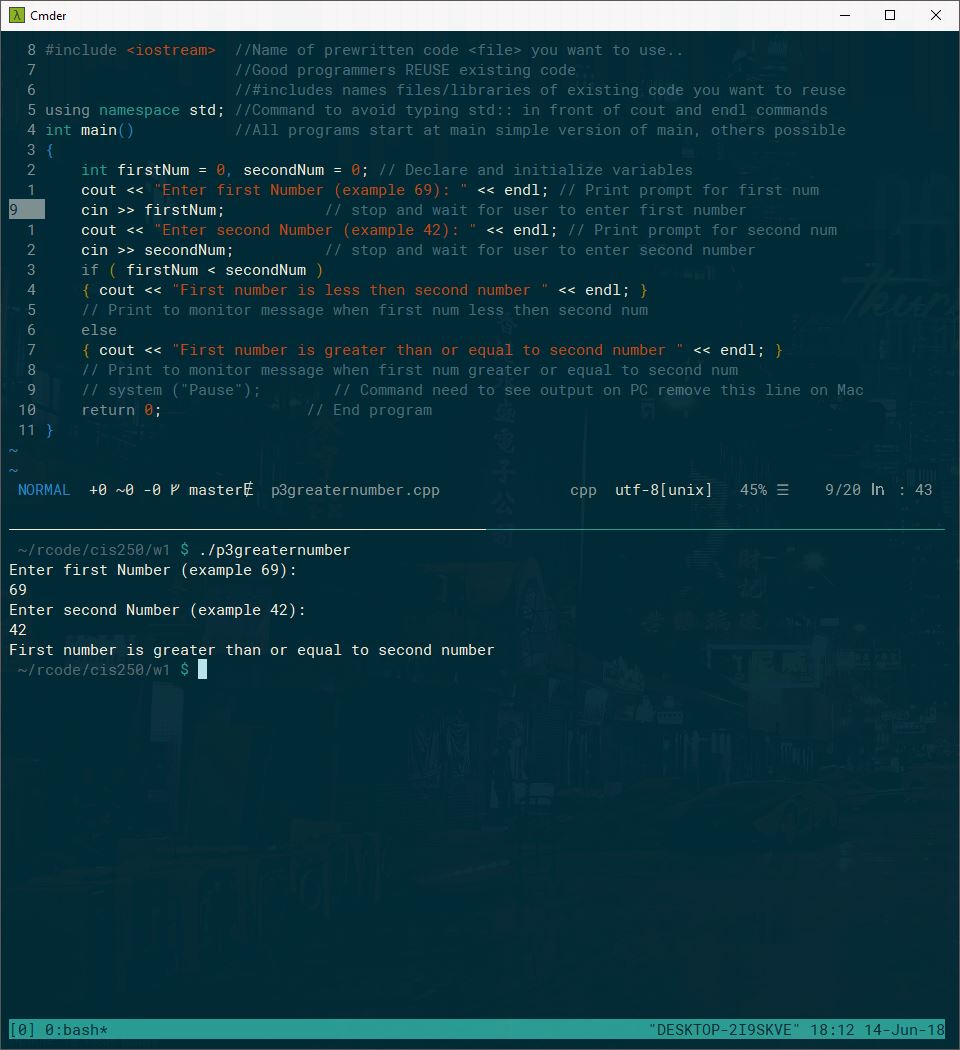 Cmder
8 #include <iostream>  //Name of prewritten code <file> you want to use..
7                      //Good programmers REUSE existing code
6                      //#includes names files/libraries of existing code you want to reuse
5 using namespace std; //Command to avoid typing std:: in front of cout and endl commands
4 int main()           //All programs start at main simple version of main, others possible
3 {
2     int firstNum = 0, secondNum = 0; // Declare and initialize variables
1     cout << "Enter first Number (example 69): " << endl; // Print prompt for first num
9     cin >> firstNum;           // stop and wait for user to enter first number
1     cout << "Enter second Number (example 42): " << endl; // Print prompt for second num
2     cin >> secondNum;          // stop and wait for user to enter second number
3     if ( firstNum < secondNum )
4     { cout << "First number is less then second number " << endl; }
5     // Print to monitor message when first num less then second num
6     else
7     { cout << "First number is greater than or equal to second number " << endl; }
8     // Print to monitor message when first num greater or equal to second num
9     // system ("Pause");        // Command need to see output on PC remove this line on Mac
10     return 0;                // End program
11 }
~
~
NORMAL  +0 ~0 -0 master  p3greaternumber.cpp  cpp  utf-8[unix]  45% ☰  9/20 ln : 43
~/rcode/cis250/w1 $ ./p3greaternumber
Enter first Number (example 69):
69
Enter second Number (example 42):
42
First number is greater than or equal to second number
~/rcode/cis250/w1 $
[0] 0:bash*  "DESKTOP-2I9SKVE" 18:12 14-Jun-18